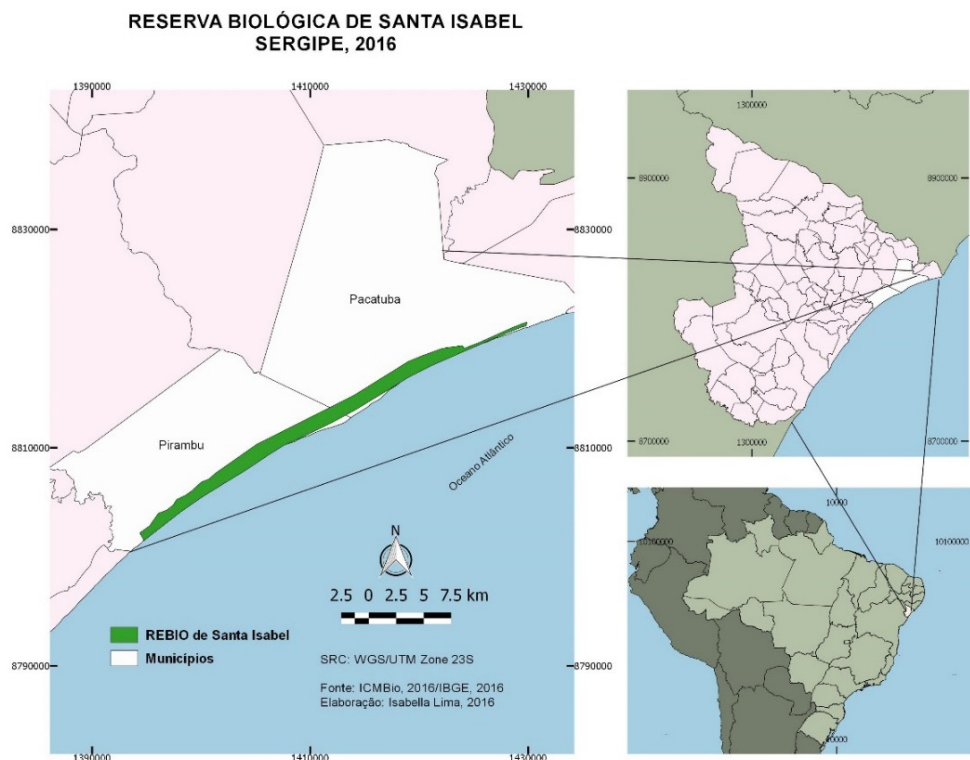 RESERVA BIOLÓGICA DE SANTA ISABEL
SERGIPE, 2016
1390000
1410000
1430000
8830000
8830000
Pacatuba
Pirambu
8810000
8810000
Oceano Atlântico
N
2.5 0 2.5 5 7.5 km
REBIO de Santa Isabel
Municípios
SRC: WGS/UTM Zone 23S
Fonte: ICMBio, 2016/IBGE, 2016
Elaboração: Isabella Lima, 2016
8790000
8790000
1390000
1410000
1430000
1300000
8900000
8900000
8700000
8700000
1300000
10000
10100000
10100000
10000